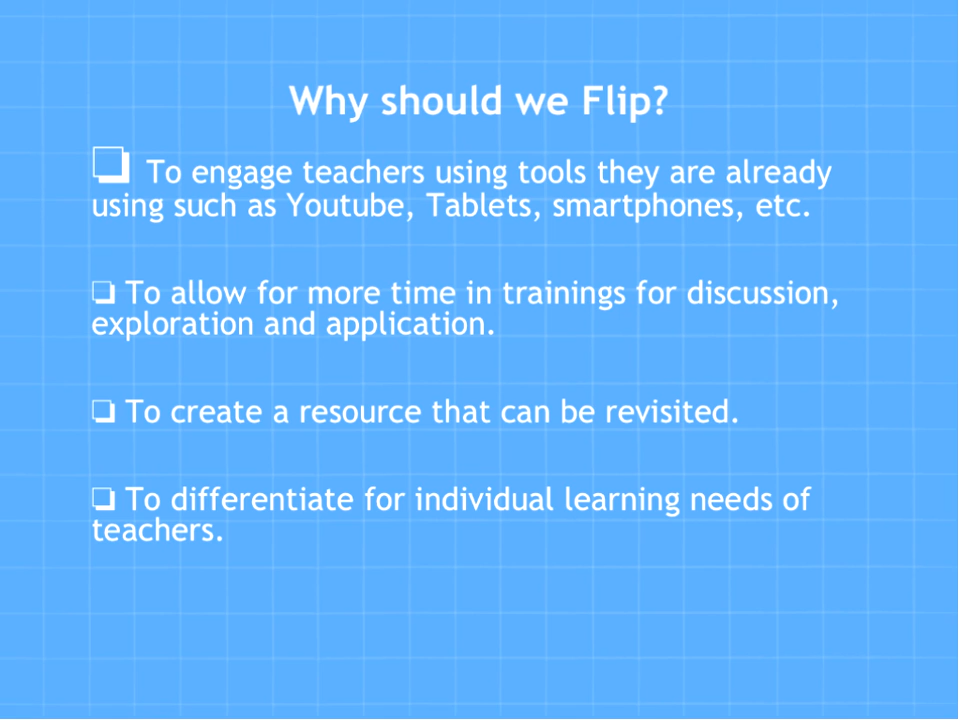 Why should we Flip?
❏ To engage teachers using tools they are already
using such as Youtube, Tablets, smartphones, etc.
❏ To allow for more time in trainings for discussion,
exploration and application.
❏ To create a resource that can be revisited.
❏ To differentiate for individual learning needs of
teachers.